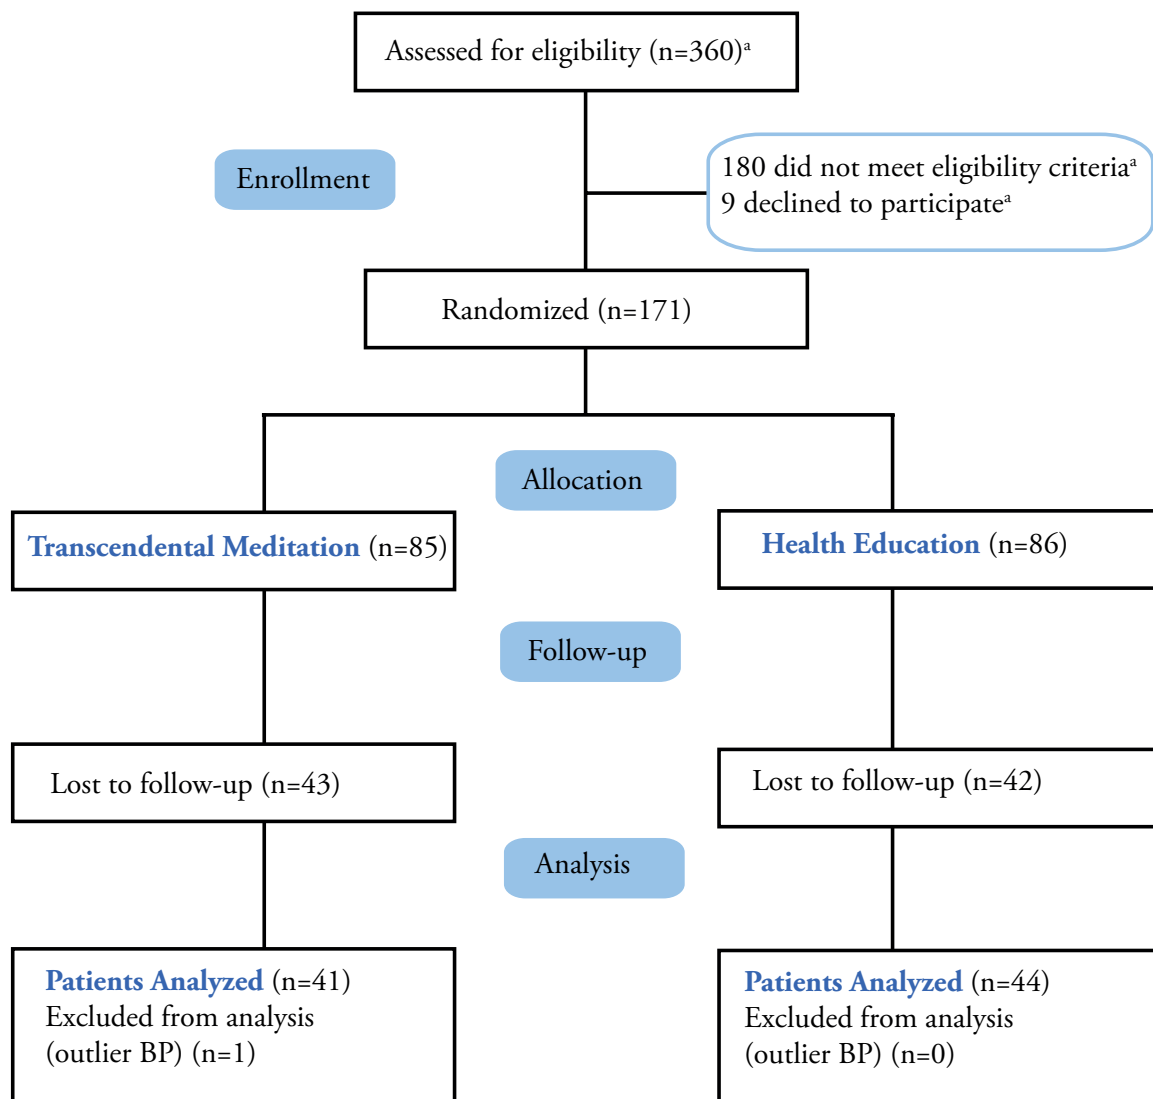 Assessed for eligibility (n=360)ᵃ
Enrollment
180 did not meet eligibility criteriaᵃ
9 declined to participateᵃ
Randomized (n=171)
Allocation
Transcendental Meditation (n=85)
Health Education (n=86)
Follow-up
Lost to follow-up (n=43)
Lost to follow-up (n=42)
Analysis
Patients Analyzed (n=41)
Excluded from analysis
(outlier BP) (n=1)
Patients Analyzed (n=44)
Excluded from analysis
(outlier BP) (n=0)